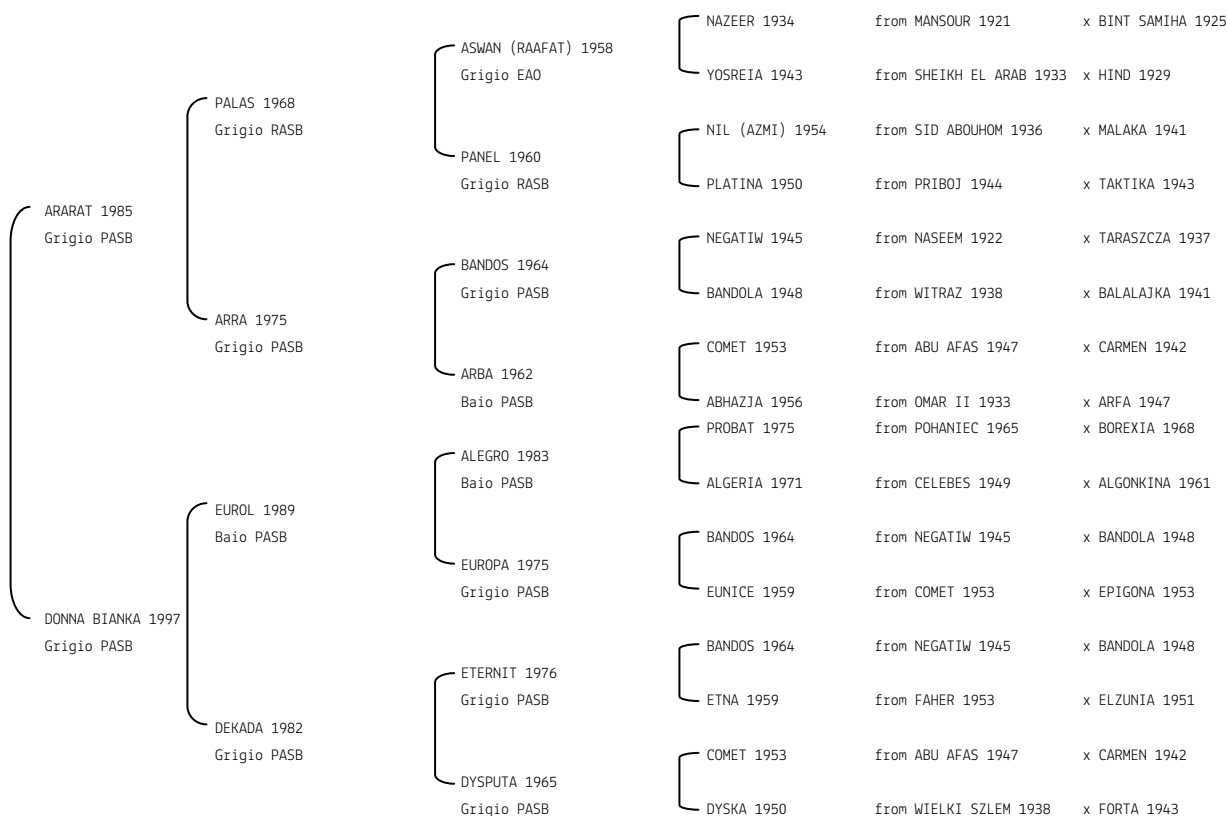 NAZEER 1934 from MANSOUR 1921 x BINT SAMIHA 1925
ASWAN (RAAFAT) 1958
Grigio EAO YOSREIA 1943 from SHEIKH EL ARAB 1933 x HIND 1929
PALAS 1968
Grigio RASB NIL (AZMI) 1954 from SID ABOUHOM 1936 x MALAKA 1941
PANEL 1960
Grigio RASB PLATINA 1950 from PRIBOJ 1944 x TAKTIKA 1943
ARARAT 1985
Grigio PASB NEGATIW 1945 from NASEEM 1922 x TARASZCZA 1937
BANDOS 1964
Grigio PASB BANDOLA 1948 from WITRAZ 1938 x BALALAJKA 1941
ARRA 1975
Grigio PASB COMET 1953 from ABU AFAS 1947 x CARMEN 1942
ARBA 1962
Baio PASB ABHAZJA 1956 from OMAR II 1933 x ARFA 1947
PROBAT 1975 from POHANIEC 1965 x BOREXIA 1968
ALEGRO 1983
Baio PASB ALGERIA 1971 from CELEBES 1949 x ALGONKINA 1961
EUROL 1989
Baio PASB BANDOS 1964 from NEGATIW 1945 x BANDOLA 1948
EUROPA 1975
Grigio PASB EUNICE 1959 from COMET 1953 x EPIGONA 1953
DONNA BIANKA 1997
Grigio PASB BANDOS 1964 from NEGATIW 1945 x BANDOLA 1948
ETERNIT 1976
Grigio PASB ETNA 1959 from FAHER 1953 x ELZUNIA 1951
DEKADA 1982
Grigio PASB COMET 1953 from ABU AFAS 1947 x CARMEN 1942
DYSPUTA 1965
Grigio PASB DYSKA 1950 from WIELKI SZLEM 1938 x FORTA 1943